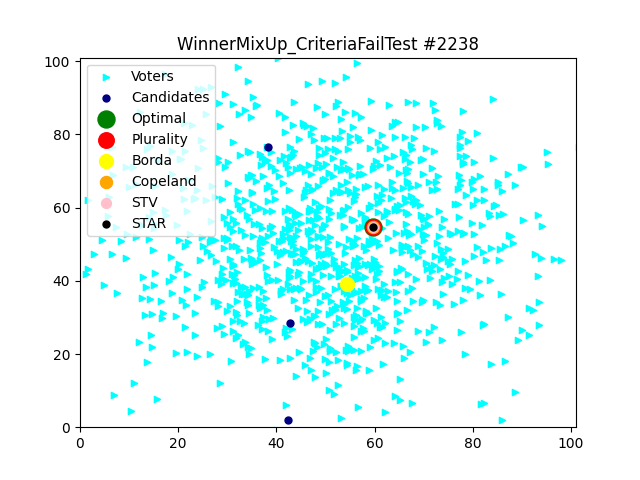 WinnerMixUp_CriteriaFailTest #2238
Voters
Candidates
Optimal
Plurality
Borda
Copeland
STV
STAR
100
80
60
40
20
0
0 20 40 60 80 100